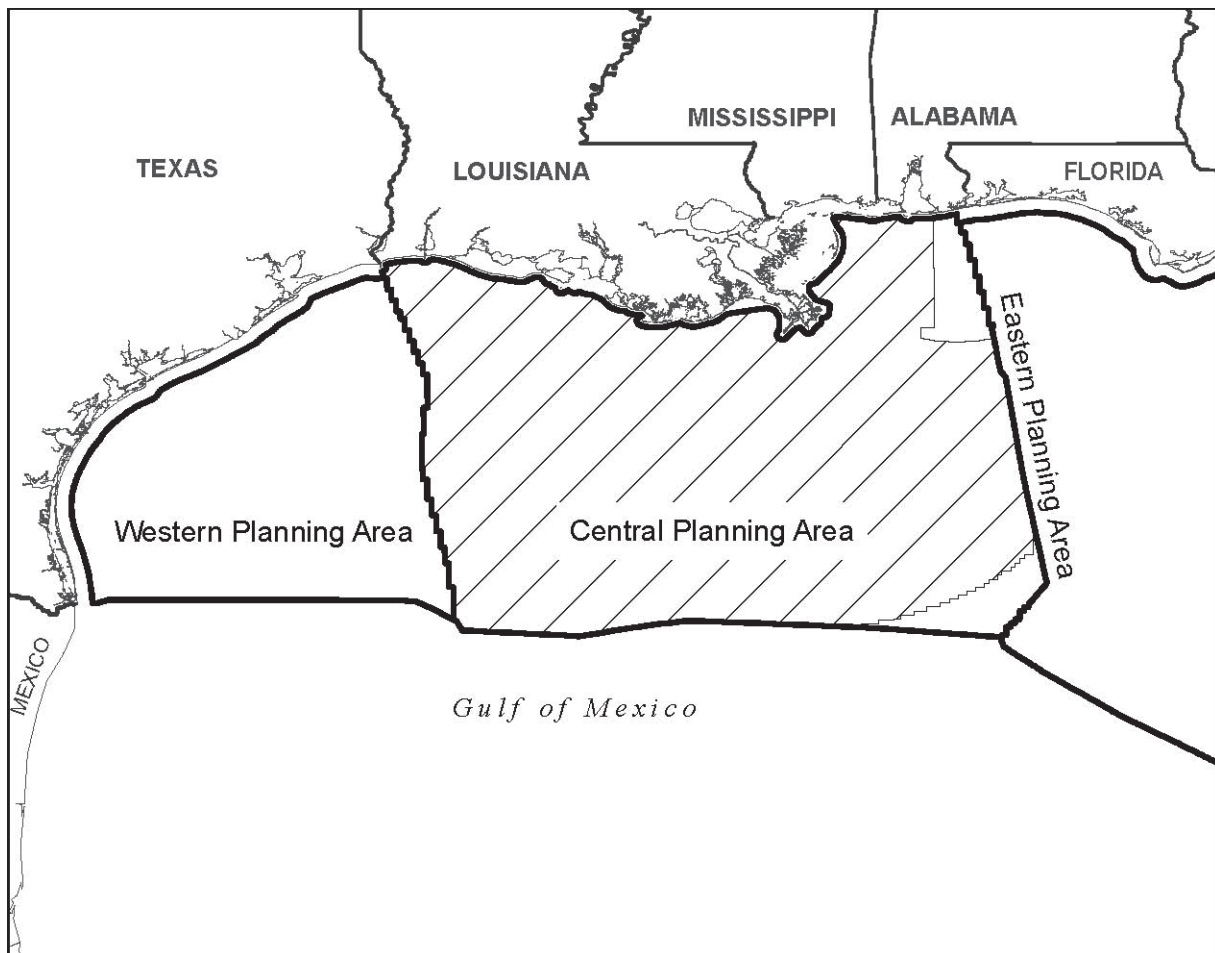 MISSISSIPPI
ALABAMA
TEXAS
LOUISIANA
FLORIDA
Eastern Planning Area
Western Planning Area
Central Planning Area
MEXICO
Gulf of Mexico